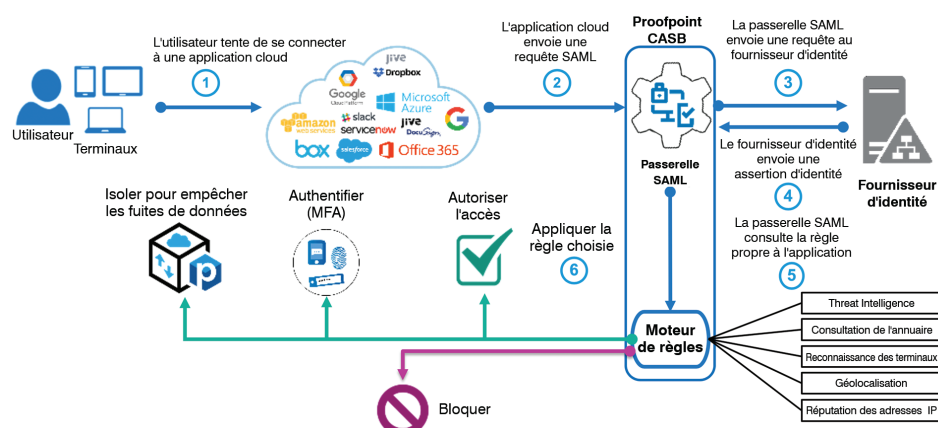 L'utilisateur tente de se connecter
à une application cloud
1
Utilisateur
Terminaux
jive
Dropbox
Google
Cloud Platform
Microsoft
Azure
amazon
web services
slack
jive
servicenow
DocuSign
G
box
salesforce
Office 365
L'application cloud
envoie une
requête SAML
2
Proofpoint
CASB
Passerelle
SAML
La passerelle SAML
envoie une requête au
fournisseur d'identité
3
Le fournisseur d'identité
envoie une
assertion d'identité
4
Fournisseur
d'identité
La passerelle SAML
consulte la règle
propre à l'application
5
Isoler pour empêcher
les fuites de données
p
Authentifier
(MFA)
Autoriser
l'accès
Appliquer la
règle choisie
6
Moteur
de règles
Threat Intelligence
Consultation de l'annuaire
Reconnaissance des terminaux
Géolocalisation
Réputation des adresses IP
Bloquer